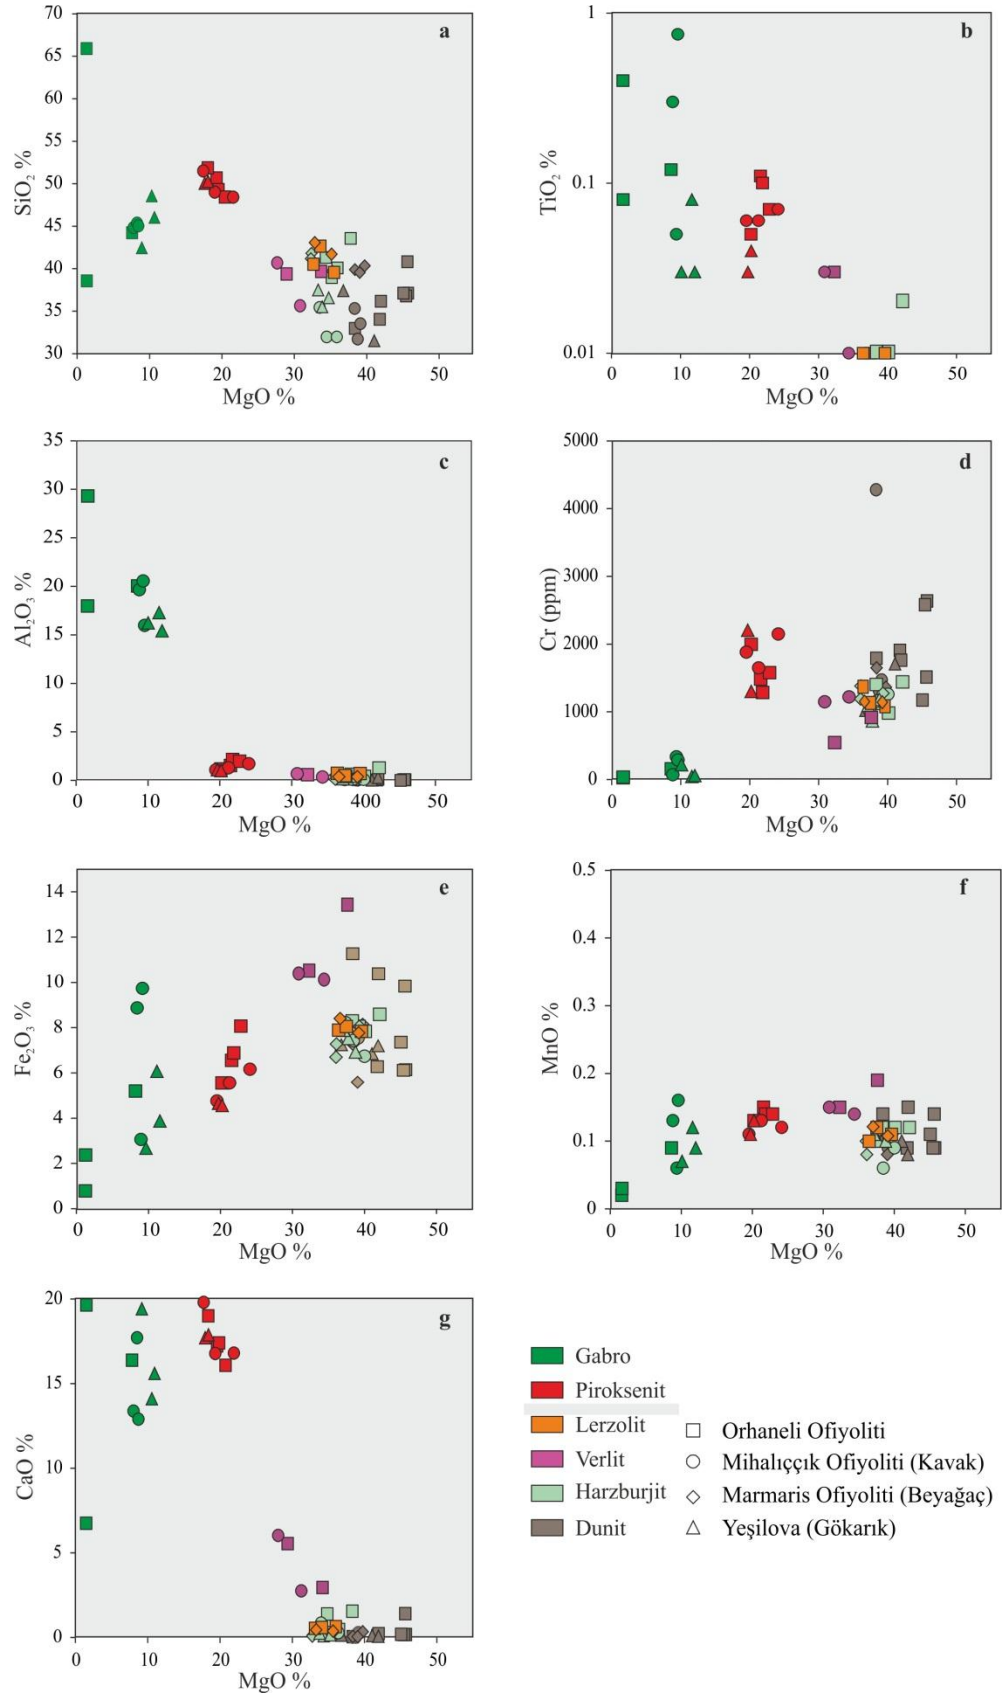 a
SiO₂ %
70
65
60
55
50
45
40
35
30
0 10 20 30 40 50
MgO %
b
TiO₂ %
1
0.1
0.01
0 10 20 30 40 50
MgO %
c
Al₂O₃ %
35
30
25
20
15
10
5
0
0 10 20 30 40 50
MgO %
d
Cr (ppm)
5000
4000
3000
2000
1000
0
0 10 20 30 40 50
MgO %
e
Fe₂O₃ %
14
12
10
8
6
4
2
0
0 10 20 30 40 50
MgO %
f
MnO %
0.5
0.4
0.3
0.2
0.1
0
0 10 20 30 40 50
MgO %
g
CaO %
20
15
10
5
0
0 10 20 30 40 50
MgO %
Gabro
Piroksenit
Lerzolit
Verlit
Harzburjit
Dunit
Orhaneli Ofiyoliti
Mihalıççık Ofiyoliti (Kavak)
Marmaris Ofiyoliti (Beyağaç)
Yeşilova (Gökarık)